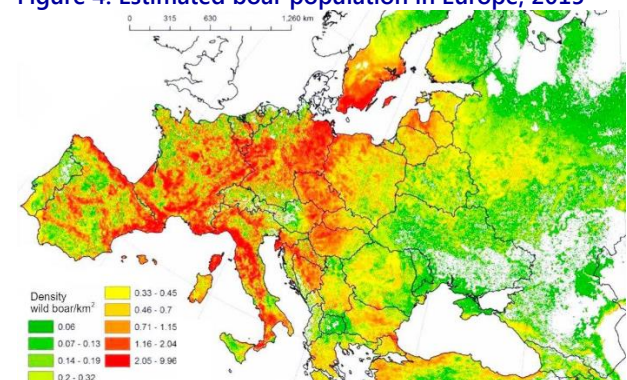 Figure 4: Estimated boar population in Europe, 2015
0 315 630 1,260 km
Density
wild boar/km²
0.06
0.07 - 0.13
0.14 - 0.19
0.2 - 0.32
0.33 - 0.45
0.46 - 0.7
0.71 - 1.15
1.16 - 2.04
2.05 - 9.96